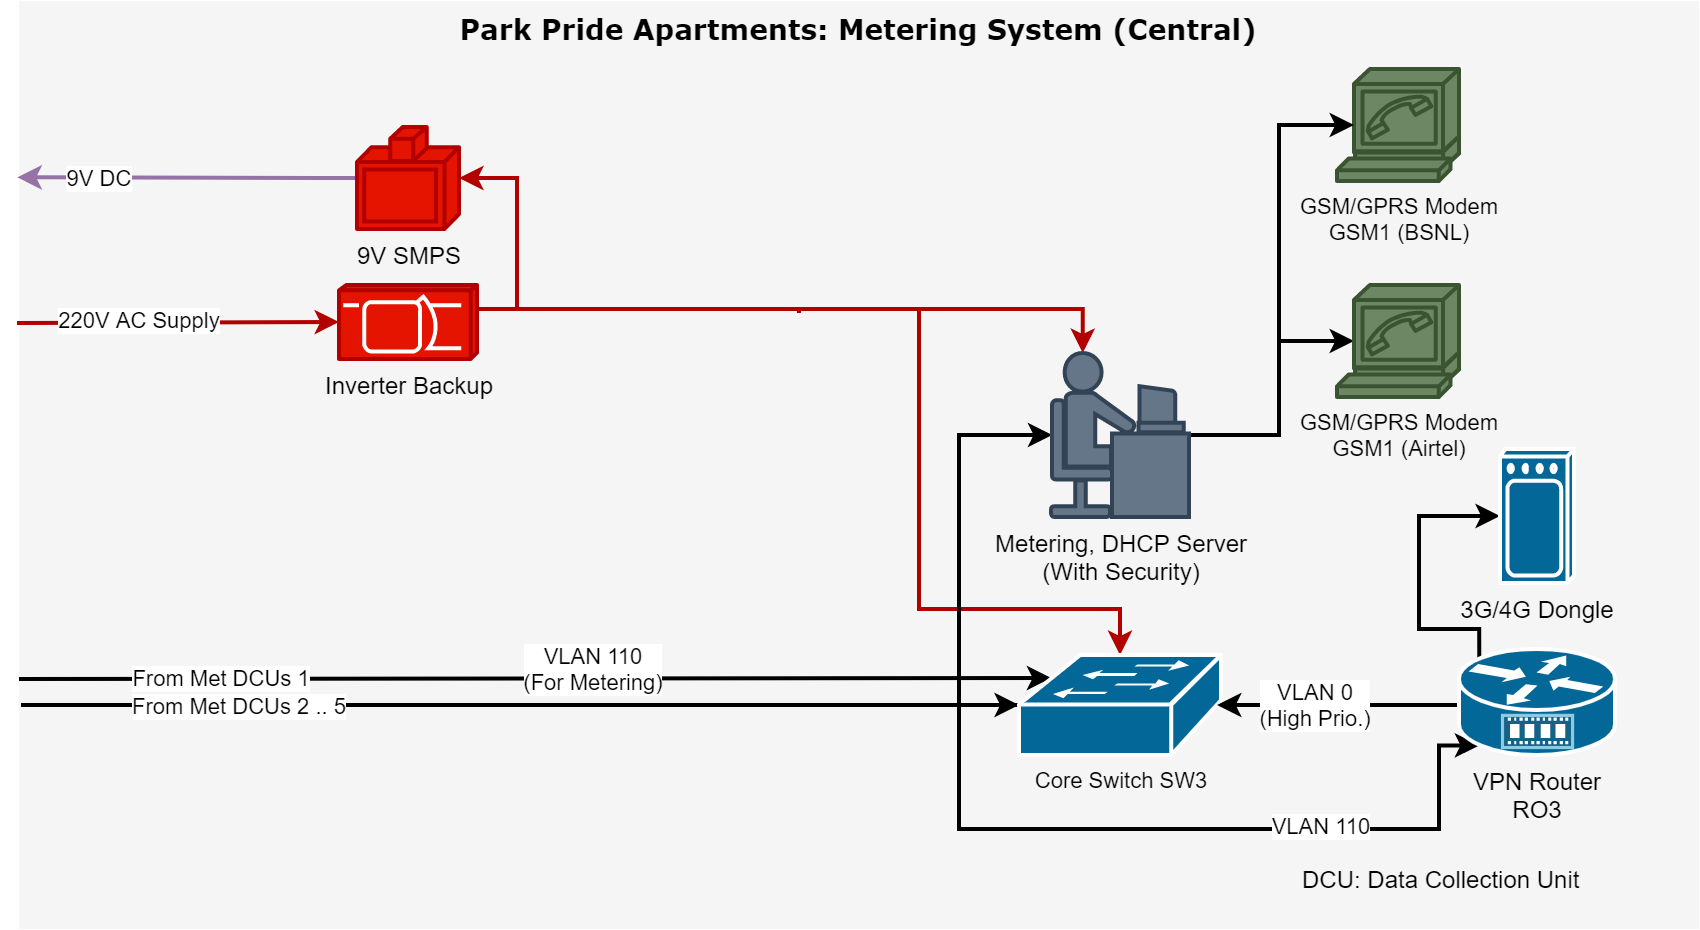 Park Pride Apartments: Metering System (Central)
9V DC
9V SMPS
220V AC Supply
Inverter Backup
GSM/GPRS Modem
GSM1 (BSNL)
GSM/GPRS Modem
GSM1 (Airtel)
Metering, DHCP Server
(With Security)
3G/4G Dongle
From Met DCUs 1
From Met DCUs 2 .. 5
VLAN 110
(For Metering)
Core Switch SW3
VLAN 0
(High Prio.)
VPN Router
RO3
VLAN 110
DCU: Data Collection Unit